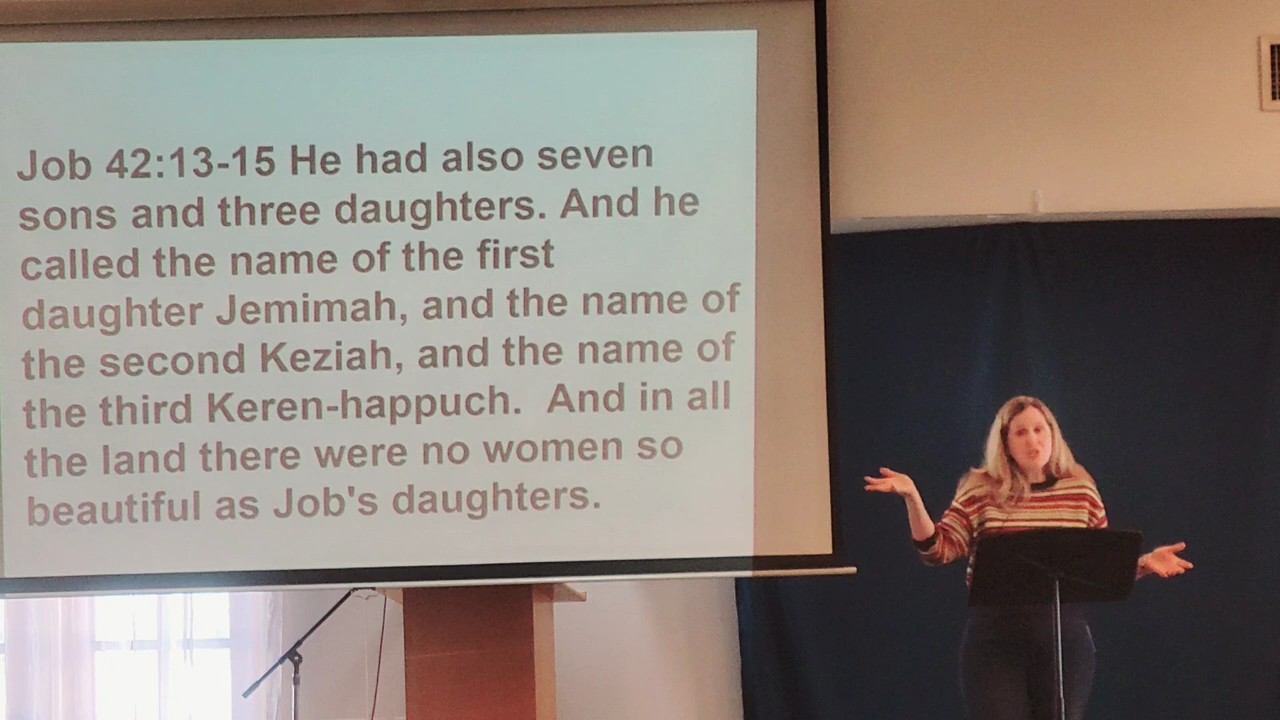 Job 42:13-15 He had also seven
sons and three daughters. And he
called the name of the first
daughter Jemimah, and the name of
the second Keziah, and the name of
the third Keren-happuch.  And in all
the land there were no women so
beautiful as Job's daughters.